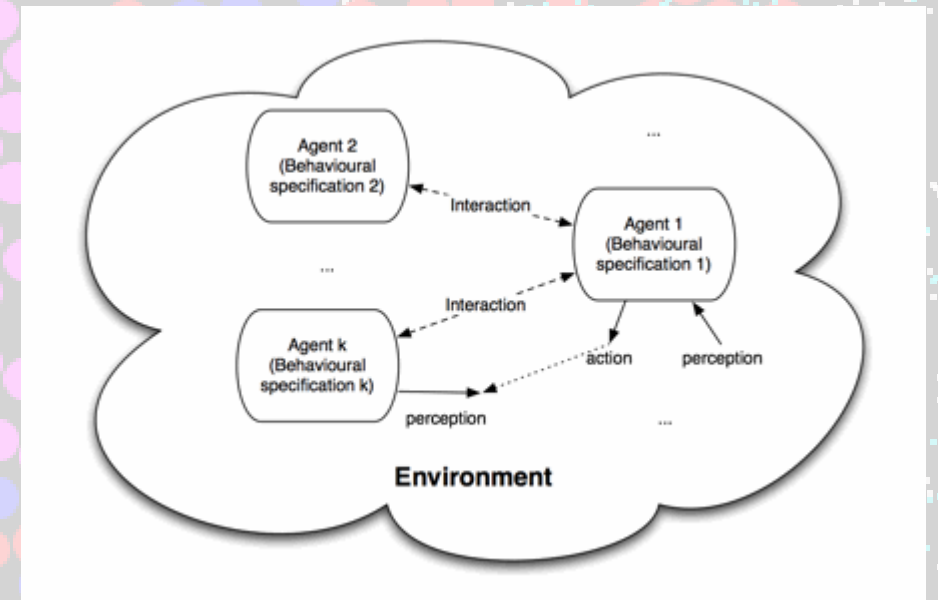 Agent 2
(Behavioural
specification 2)
...
Interaction
Agent 1
(Behavioural
specification 1)
...
Interaction
Agent k
(Behavioural
specification k)
action
perception
perception
...
Environment